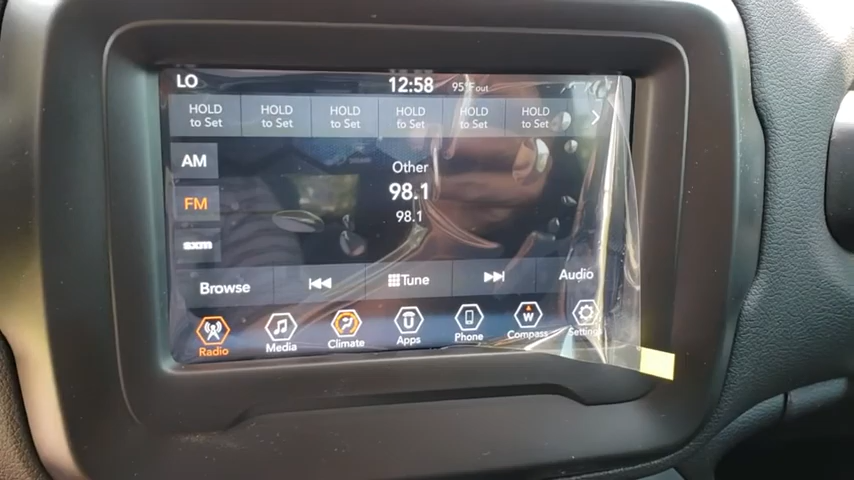 LO 12:58 95°F out
HOLD to Set HOLD to Set HOLD to Set HOLD to Set HOLD to Set HOLD to Set
AM
Other
FM
98.1
98.1
Browse Tune Audio
Radio Media Climate Apps Phone W Compass Settings